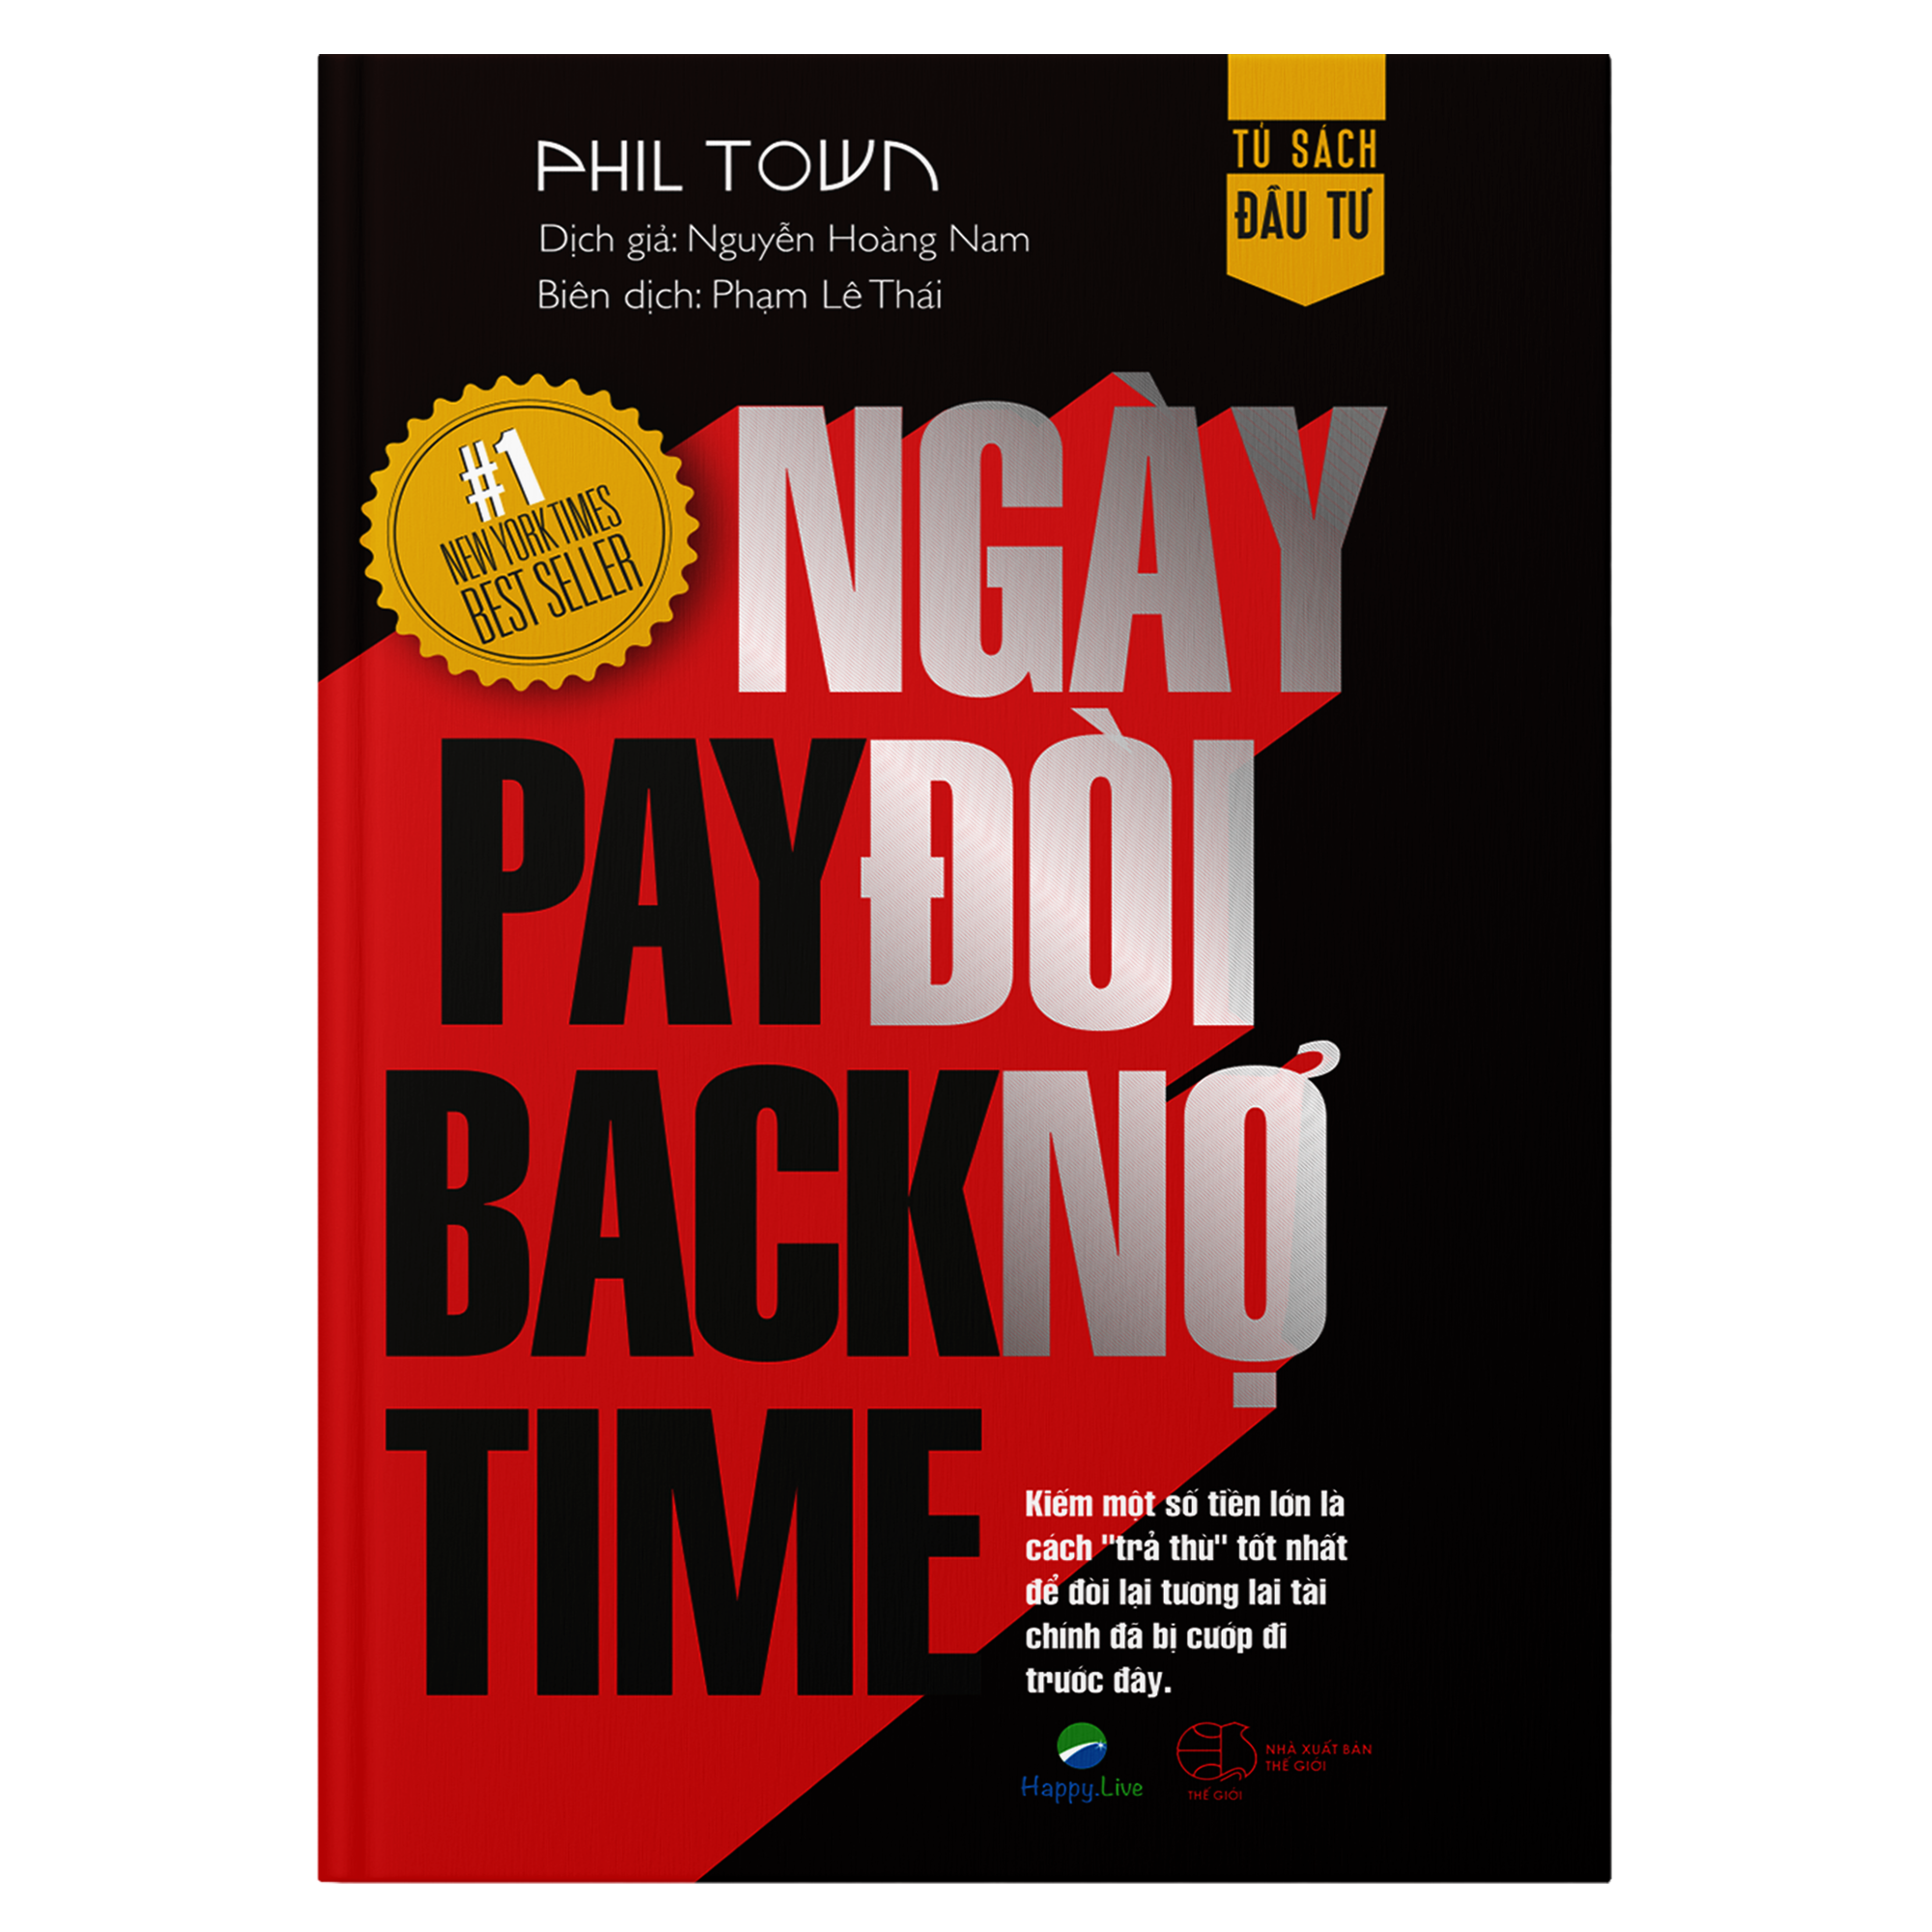 PHIL TOWN
Dịch giả: Nguyễn Hoàng Nam
Biên dịch: Phạm Lê Thái
TỦ SÁCH
ĐẦU TƯ
#1
NEW YORK TIMES
BEST SELLER
NGÀY
ĐÒI
NỢ
PAY
BACK
TIME
Kiếm một số tiền lớn là
cách "trả thù" tốt nhất
để đòi lại tương lai tài
chính đã bị cướp đi
trước đây.
Happy.Live
THẾ GIỚI
NHÀ XUẤT BẢN
THẾ GIỚI